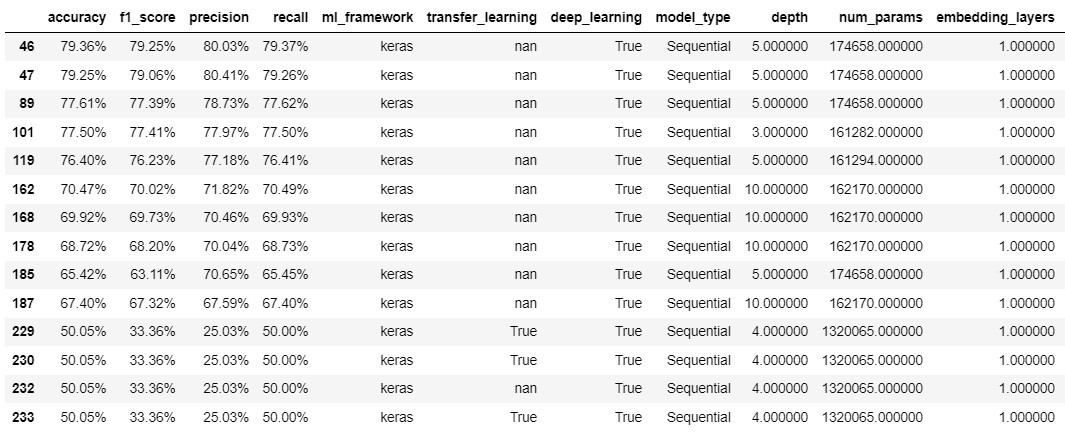 accuracy f1_score precision recall ml_framework transfer_learning deep_learning model_type depth num_params embedding_layers
46 79.36% 79.25% 80.03% 79.37% keras nan True Sequential 5.000000 174658.000000 1.000000
47 79.25% 79.06% 80.41% 79.26% keras nan True Sequential 5.000000 174658.000000 1.000000
89 77.61% 77.39% 78.73% 77.62% keras nan True Sequential 5.000000 174658.000000 1.000000
101 77.50% 77.41% 77.97% 77.50% keras nan True Sequential 3.000000 161282.000000 1.000000
119 76.40% 76.23% 77.18% 76.41% keras nan True Sequential 5.000000 161294.000000 1.000000
162 70.47% 70.02% 71.82% 70.49% keras nan True Sequential 10.000000 162170.000000 1.000000
168 69.92% 69.73% 70.46% 69.93% keras nan True Sequential 10.000000 162170.000000 1.000000
178 68.72% 68.20% 70.04% 68.73% keras nan True Sequential 10.000000 162170.000000 1.000000
185 65.42% 63.11% 70.65% 65.45% keras nan True Sequential 5.000000 174658.000000 1.000000
187 67.40% 67.32% 67.59% 67.40% keras nan True Sequential 10.000000 162170.000000 1.000000
229 50.05% 33.36% 25.03% 50.00% keras True True Sequential 4.000000 1320065.000000 1.000000
230 50.05% 33.36% 25.03% 50.00% keras True True Sequential 4.000000 1320065.000000 1.000000
232 50.05% 33.36% 25.03% 50.00% keras nan True Sequential 4.000000 1320065.000000 1.000000
233 50.05% 33.36% 25.03% 50.00% keras True True Sequential 4.000000 1320065.000000 1.000000